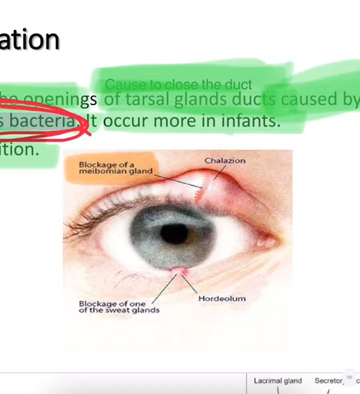 ation
Cause to close the duct
he openings of tarsal glands ducts caused by
s bacteria. It occur more in infants.
ition.
Blockage of a
meibomian gland
Chalazion
Hordeolum
Blockage of one
of the sweat glands
Lacrimal gland
Secretor